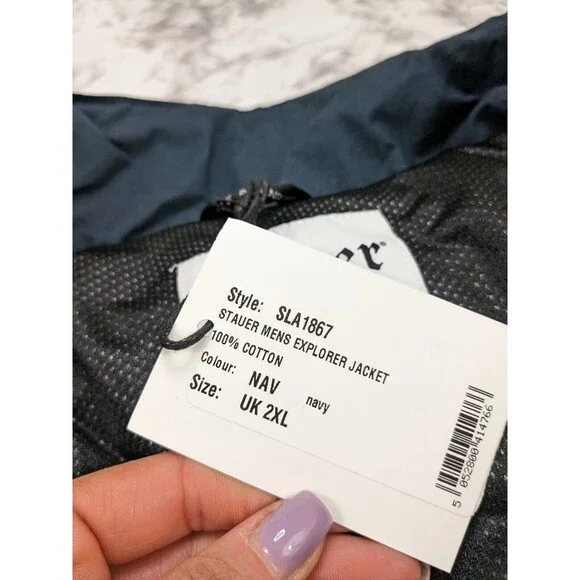 Style: SLA1867
STAUER MENS EXPLORER JACKET
100% COTTON
Colour: NAV navy
Size: UK 2XL
5 052800 414766